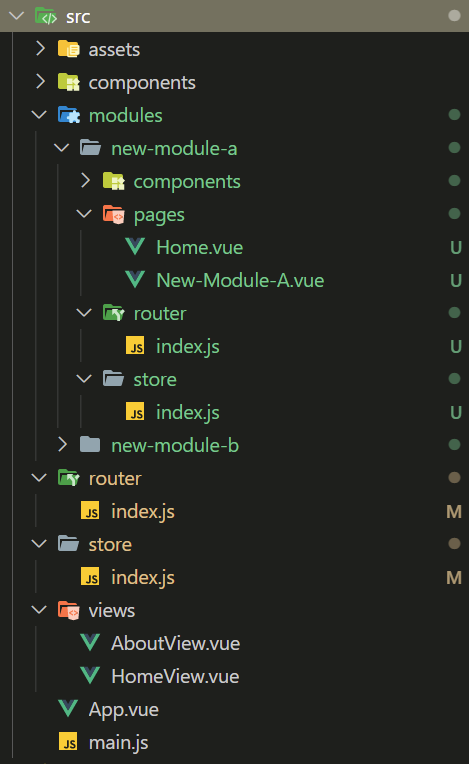 src
assets
components
modules
new-module-a
components
pages
Home.vue U
New-Module-A.vue U
router
JS index.js U
store
JS index.js U
new-module-b
router
JS index.js M
store
JS index.js M
views
AboutView.vue
HomeView.vue
App.vue
JS main.js